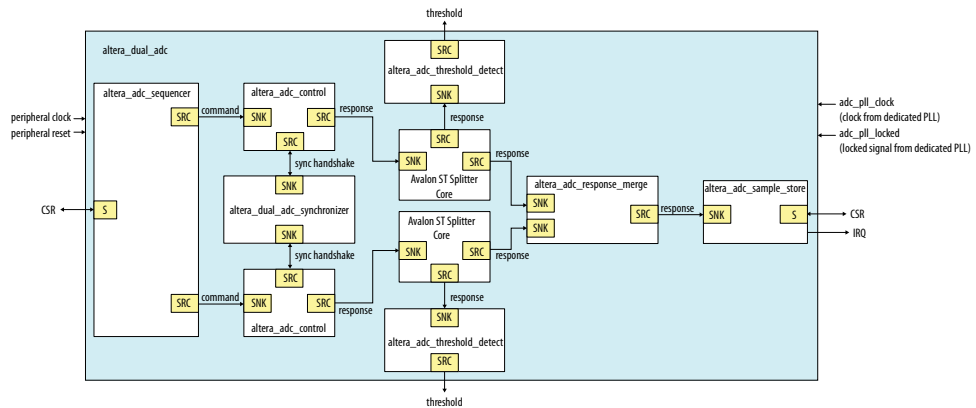 threshold
altera_dual_adc
SRC
altera_adc_threshold_detect
SNK
altera_adc_sequencer
altera_adc_control
response
command
response
SRC
SNK
SRC
SRC
peripheral clock
peripheral reset
adc_pll_clock
(clock from dedicated PLL)
adc_pll_locked
(locked signal from dedicated PLL)
SRC
response
SNK
SRC
sync handshake
Avalon ST Splitter
Core
SNK
altera_adc_response_merge
altera_adc_sample_store
CSR
S
altera_dual_adc_synchronizer
SNK
SRC
response
SNK
S
CSR
Avalon ST Splitter
Core
SNK
IRQ
SNK
sync handshake
SNK
SRC
response
SRC
SRC
command
SNK
SRC
response
response
altera_adc_control
SNK
altera_adc_threshold_detect
SRC
threshold